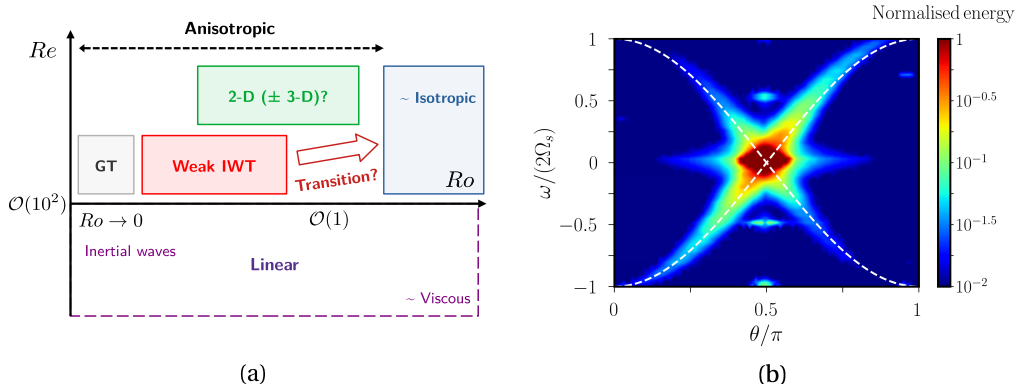 Normalised energy
Anisotropic
Re
2-D (± 3-D)?
~ Isotropic
GT
Weak IWT
Transition?
Ro
O(10²)
Ro → 0
O(1)
Inertial waves
Linear
~ Viscous
(a)
1
0.5
0
−0.5
−1
ω/(2Ωₛ)
0
0.5
1
θ/π
1
10^−0.5
10^−1
10^−1.5
10^−2
(b)